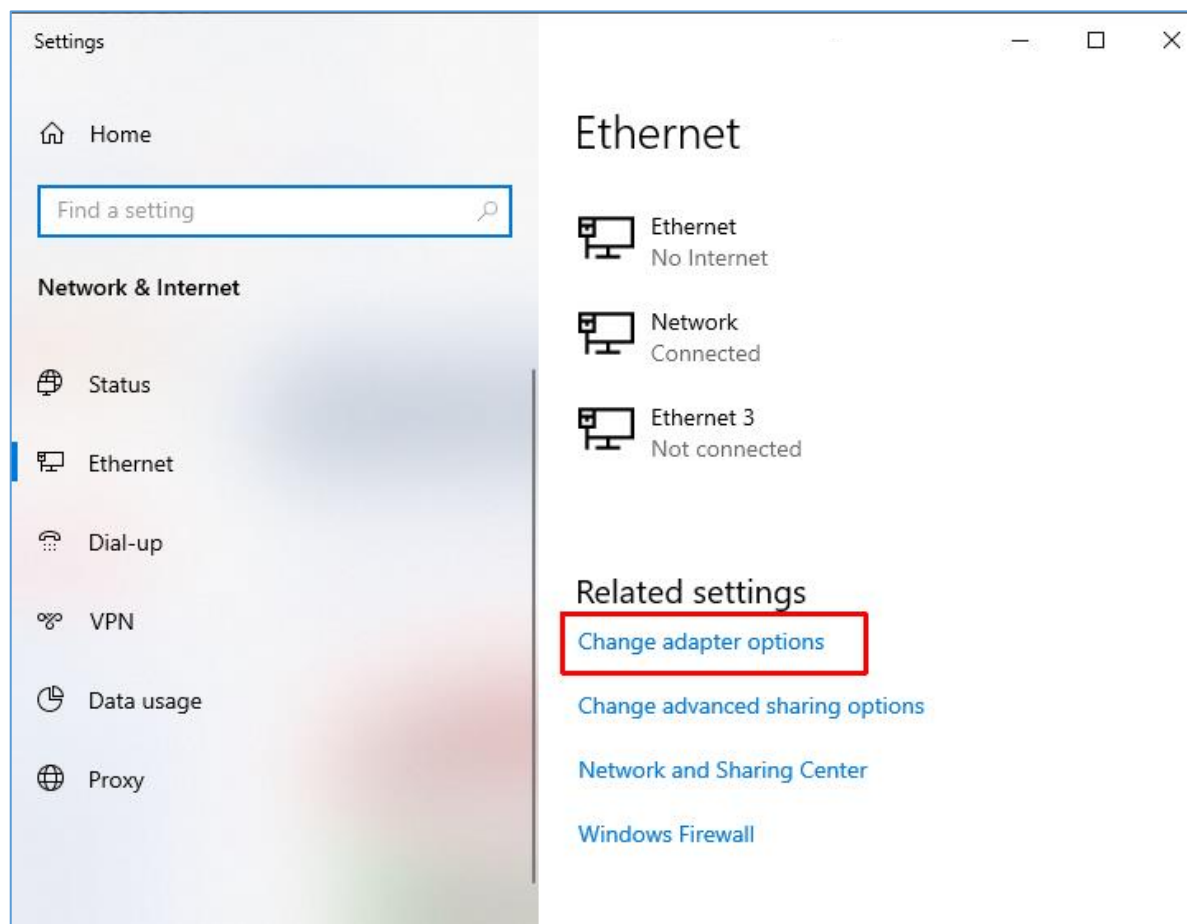 Settings
Home
Find a setting
Network & Internet
Status
Ethernet
Dial-up
VPN
Data usage
Proxy
Ethernet
Ethernet
No Internet
Network
Connected
Ethernet 3
Not connected
Related settings
Change adapter options
Change advanced sharing options
Network and Sharing Center
Windows Firewall